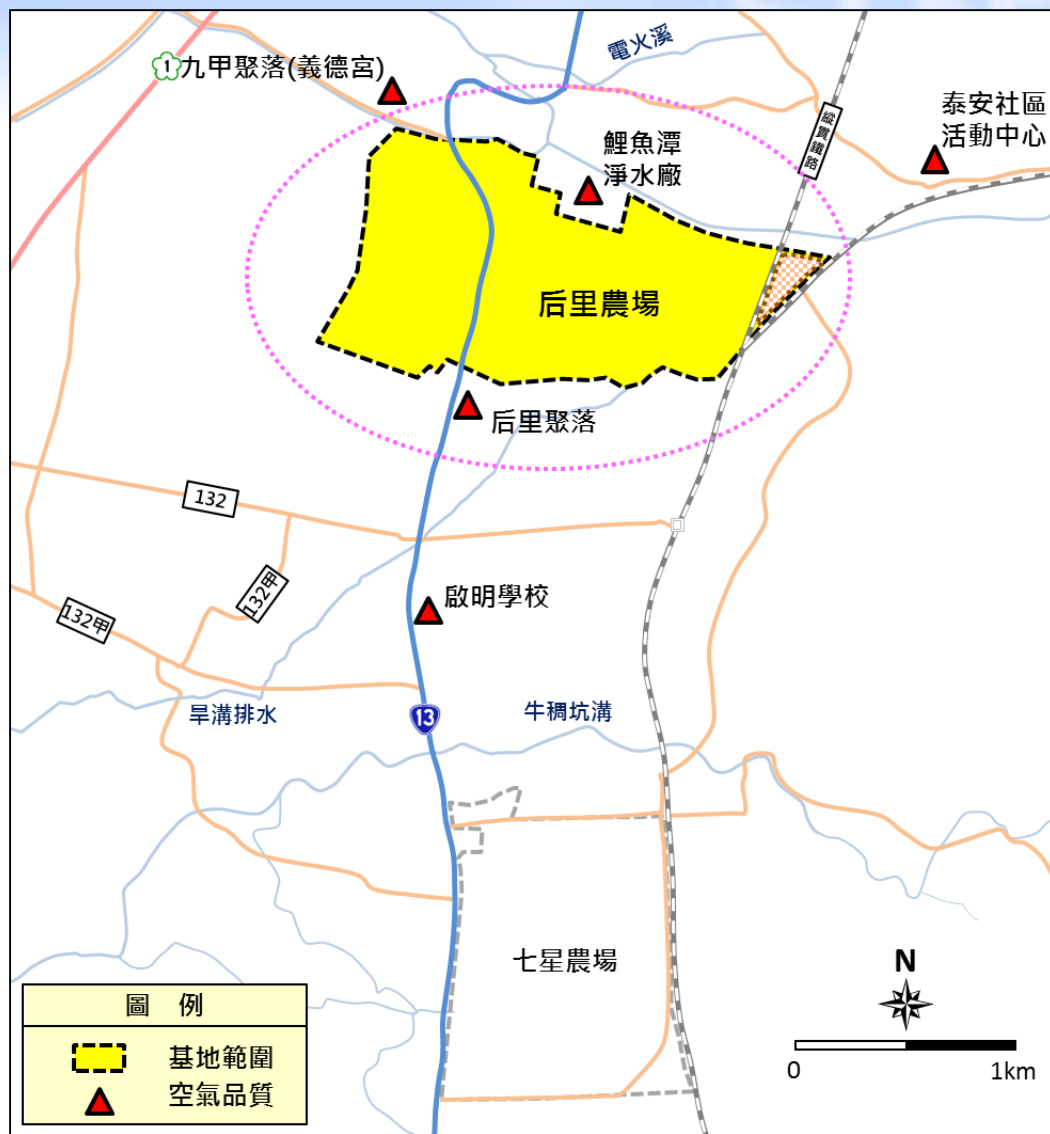 電火溪
1
九甲聚落(義德宮)
縱貫鐵路
泰安社區
活動中心
鯉魚潭
淨水廠
后里農場
后里聚落
132
132甲
132甲
啟明學校
旱溝排水
13
牛稠坑溝
七星農場
N
0
1km
圖 例
基地範圍
空氣品質